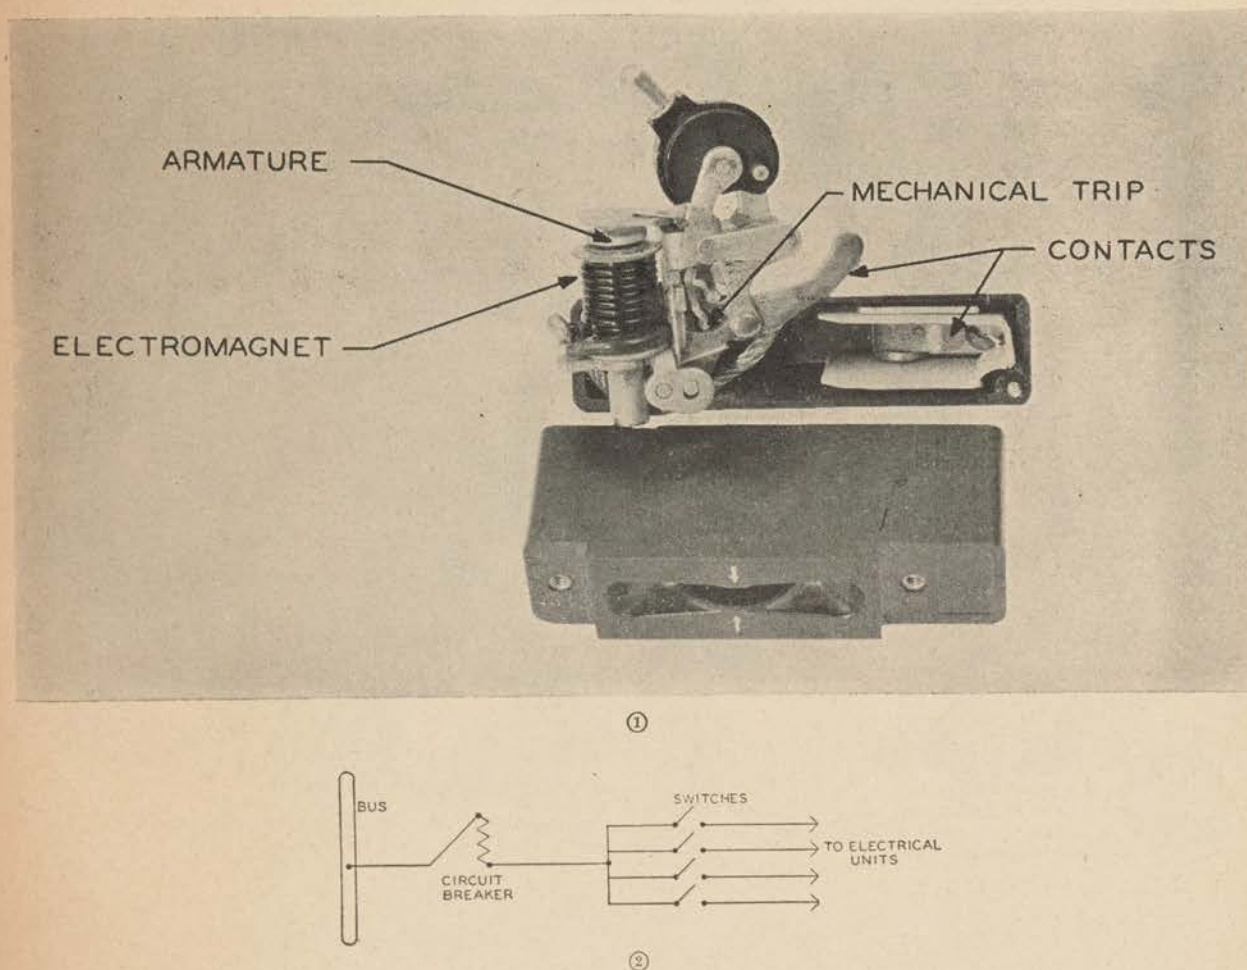 ARMATURE
MECHANICAL TRIP
CONTACTS
ELECTROMAGNET
①
BUS
SWITCHES
TO ELECTRICAL
UNITS
CIRCUIT
BREAKER
②